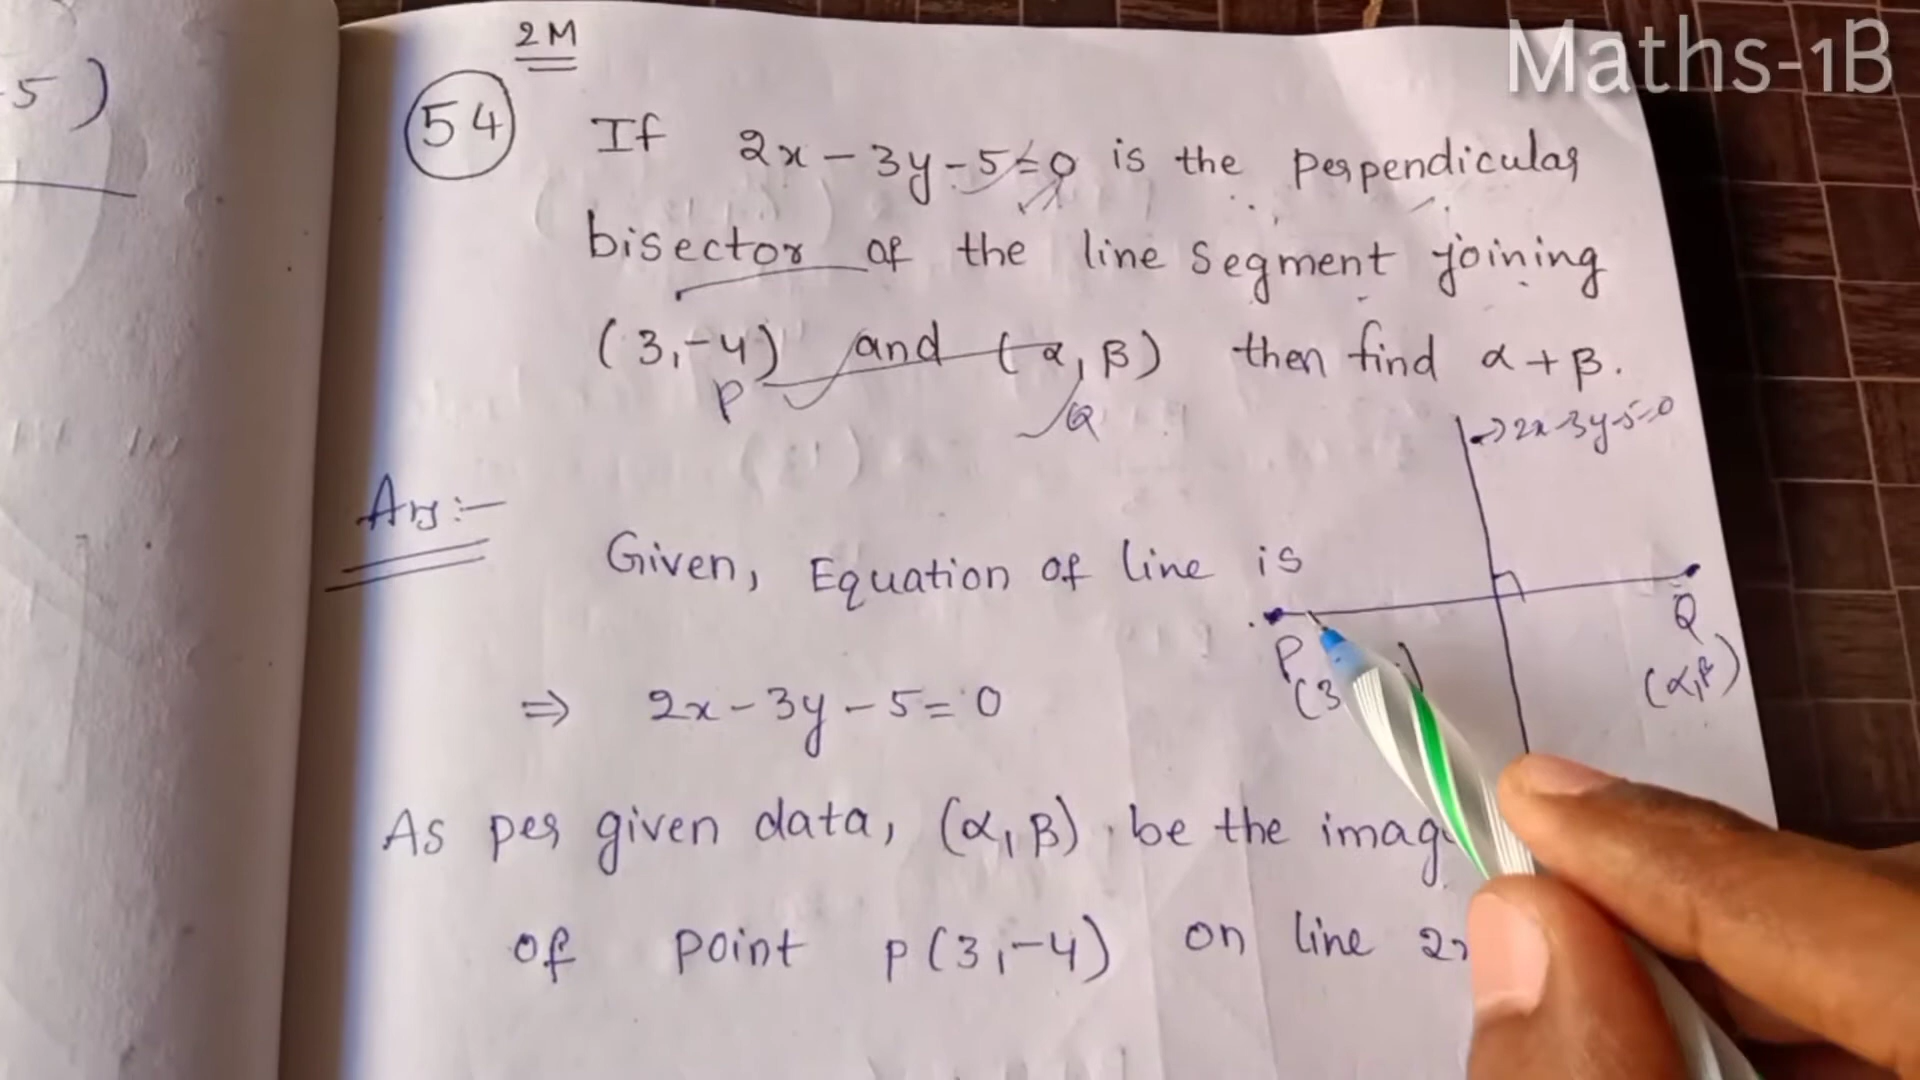 Maths-1B
-5)
2M
54 If 2x-3y-5=0 is the perpendicular
bisector of the line segment joining
(3,-4) and (α,β) then find α+β.
P Q
→2x-3y-5=0
Ans:-
Given, Equation of line is
P Q
(3 (α,β)
⇒ 2x-3y-5=0
As per given data, (α,β) be the
of point P(3,-4) on line